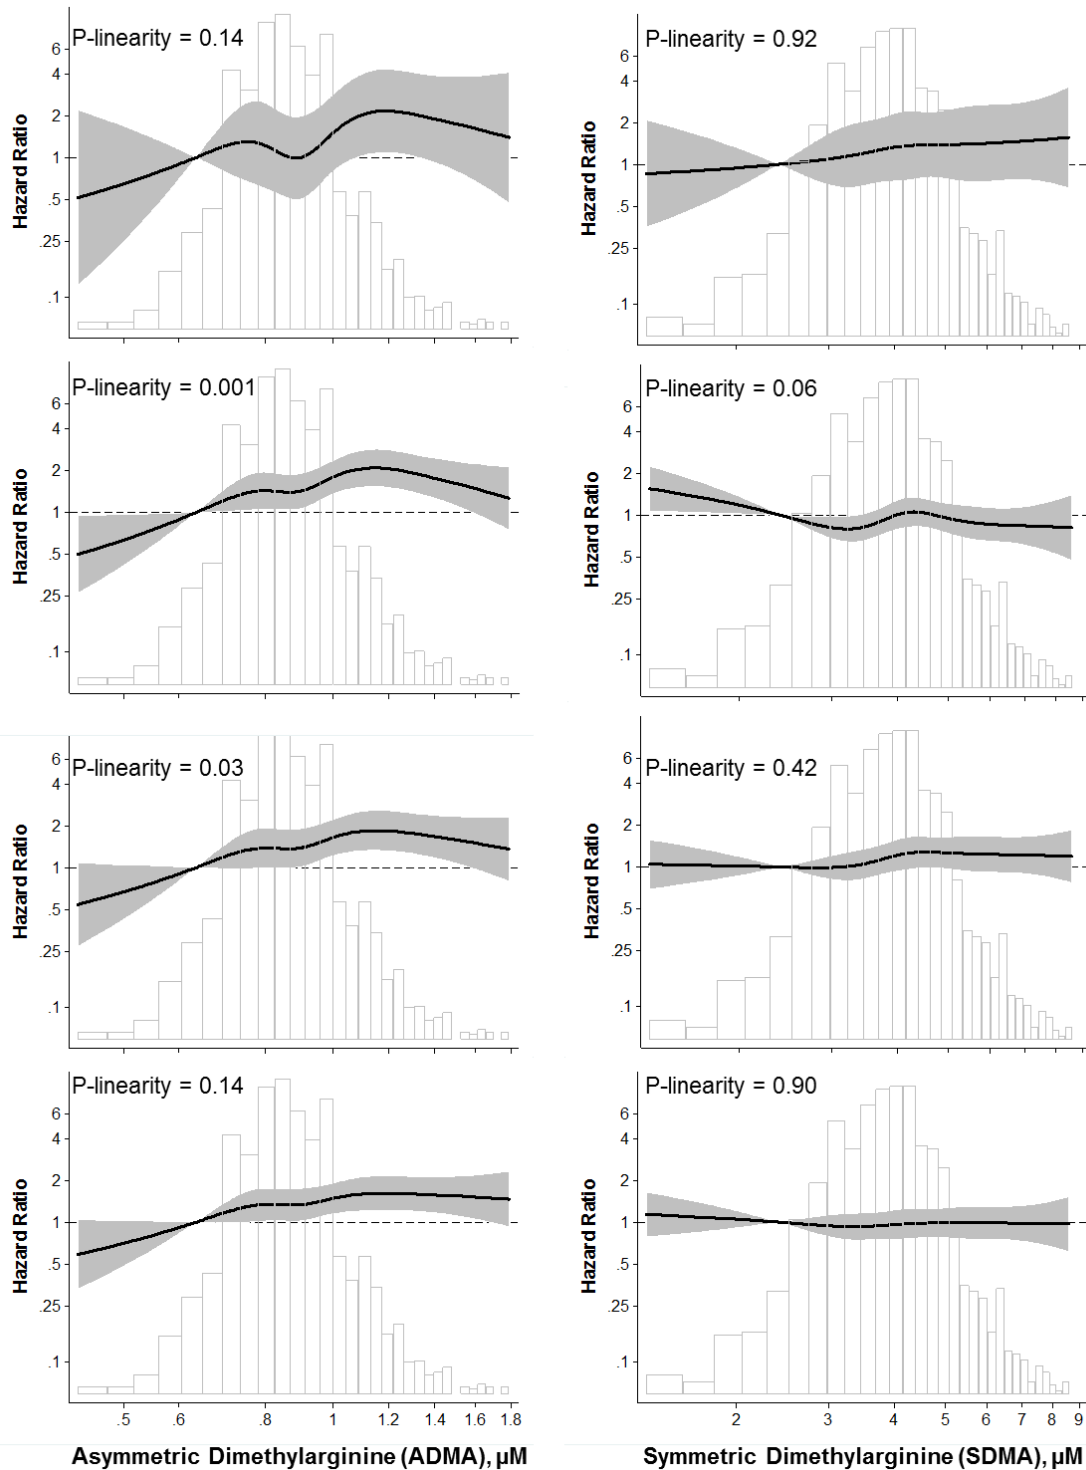 P-linearity = 0.14
Hazard Ratio
6
4
2
1
.5
.25
.1
P-linearity = 0.92
Hazard Ratio
6
4
2
1
.5
.25
.1
P-linearity = 0.001
Hazard Ratio
6
4
2
1
.5
.25
.1
P-linearity = 0.06
Hazard Ratio
6
4
2
1
.5
.25
.1
P-linearity = 0.03
Hazard Ratio
6
4
2
1
.5
.25
.1
P-linearity = 0.42
Hazard Ratio
6
4
2
1
.5
.25
.1
P-linearity = 0.14
Hazard Ratio
6
4
2
1
.5
.25
.1
.5 .6 .8 1 1.2 1.4 1.6 1.8
Asymmetric Dimethylarginine (ADMA), µM
P-linearity = 0.90
Hazard Ratio
6
4
2
1
.5
.25
.1
2 3 4 5 6 7 8 9
Symmetric Dimethylarginine (SDMA), µM